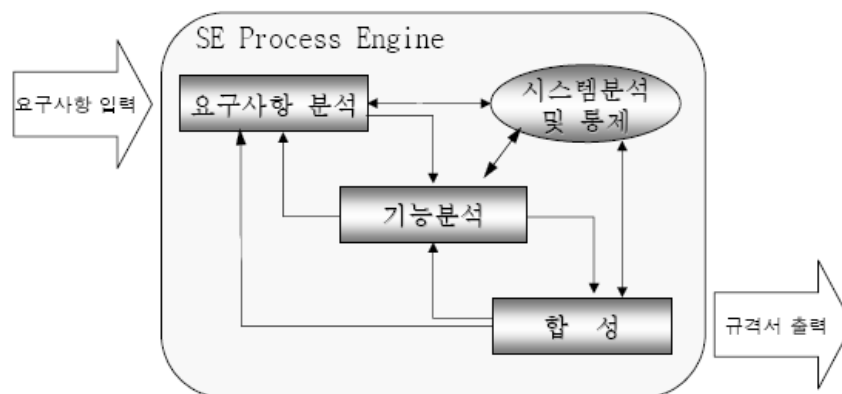 SE Process Engine
요구사항 입력
요구사항 분석
시스템분석
및 통제
기능분석
합 성
규격서 출력